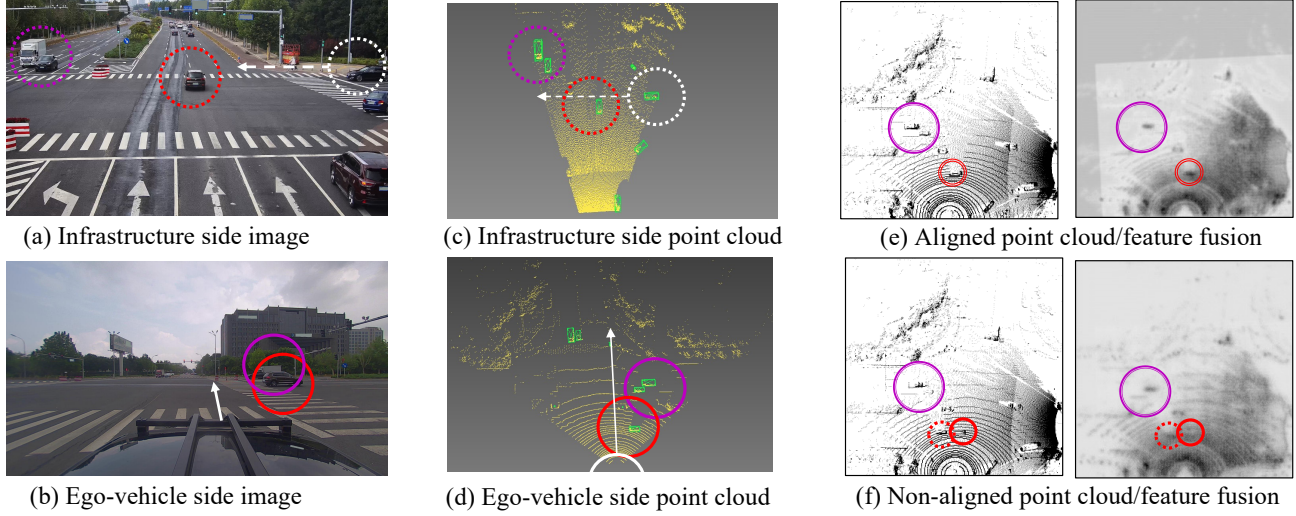 (a) Infrastructure side image
(c) Infrastructure side point cloud
(e) Aligned point cloud/feature fusion
(b) Ego-vehicle side image
(d) Ego-vehicle side point cloud
(f) Non-aligned point cloud/feature fusion